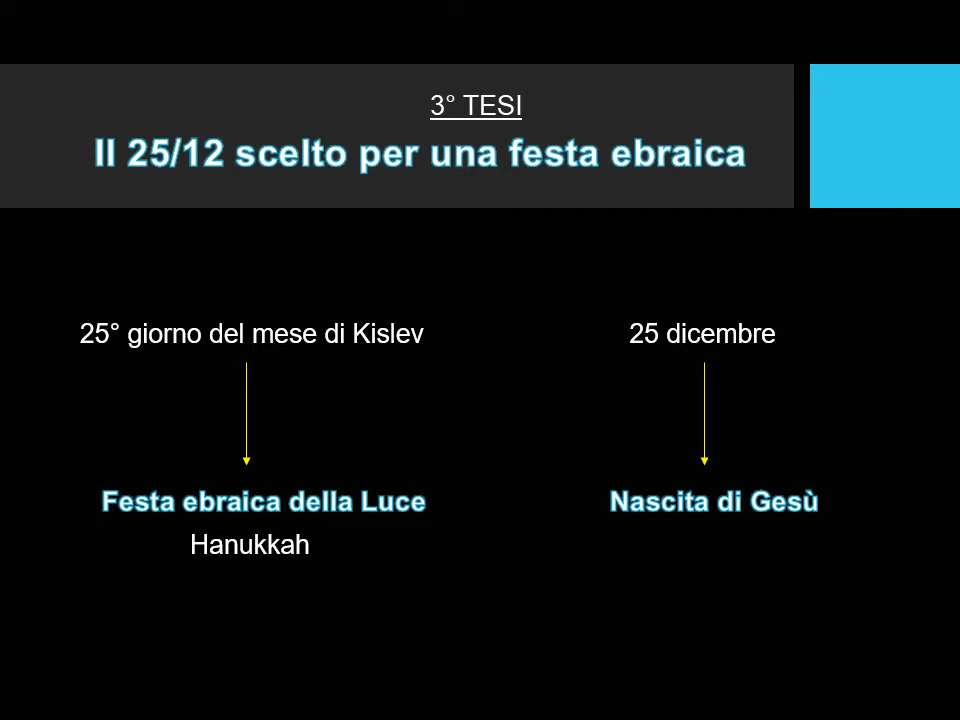 3° TESI
Il 25/12 scelto per una festa ebraica
25° giorno del mese di Kislev
25 dicembre
Festa ebraica della Luce
Nascita di Gesù
Hanukkah